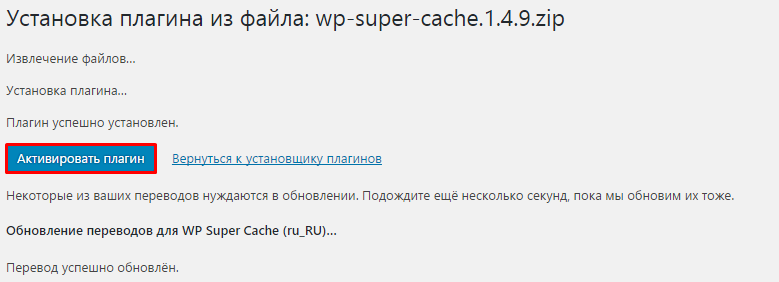 Установка плагина из файла: wp-super-cache.1.4.9.zip
Извлечение файлов…
Установка плагина…
Плагин успешно установлен.
Активировать плагин Вернуться к установщику плагинов
Некоторые из ваших переводов нуждаются в обновлении. Подождите ещё несколько секунд, пока мы обновим их тоже.
Обновление переводов для WP Super Cache (ru_RU)…
Перевод успешно обновлён.